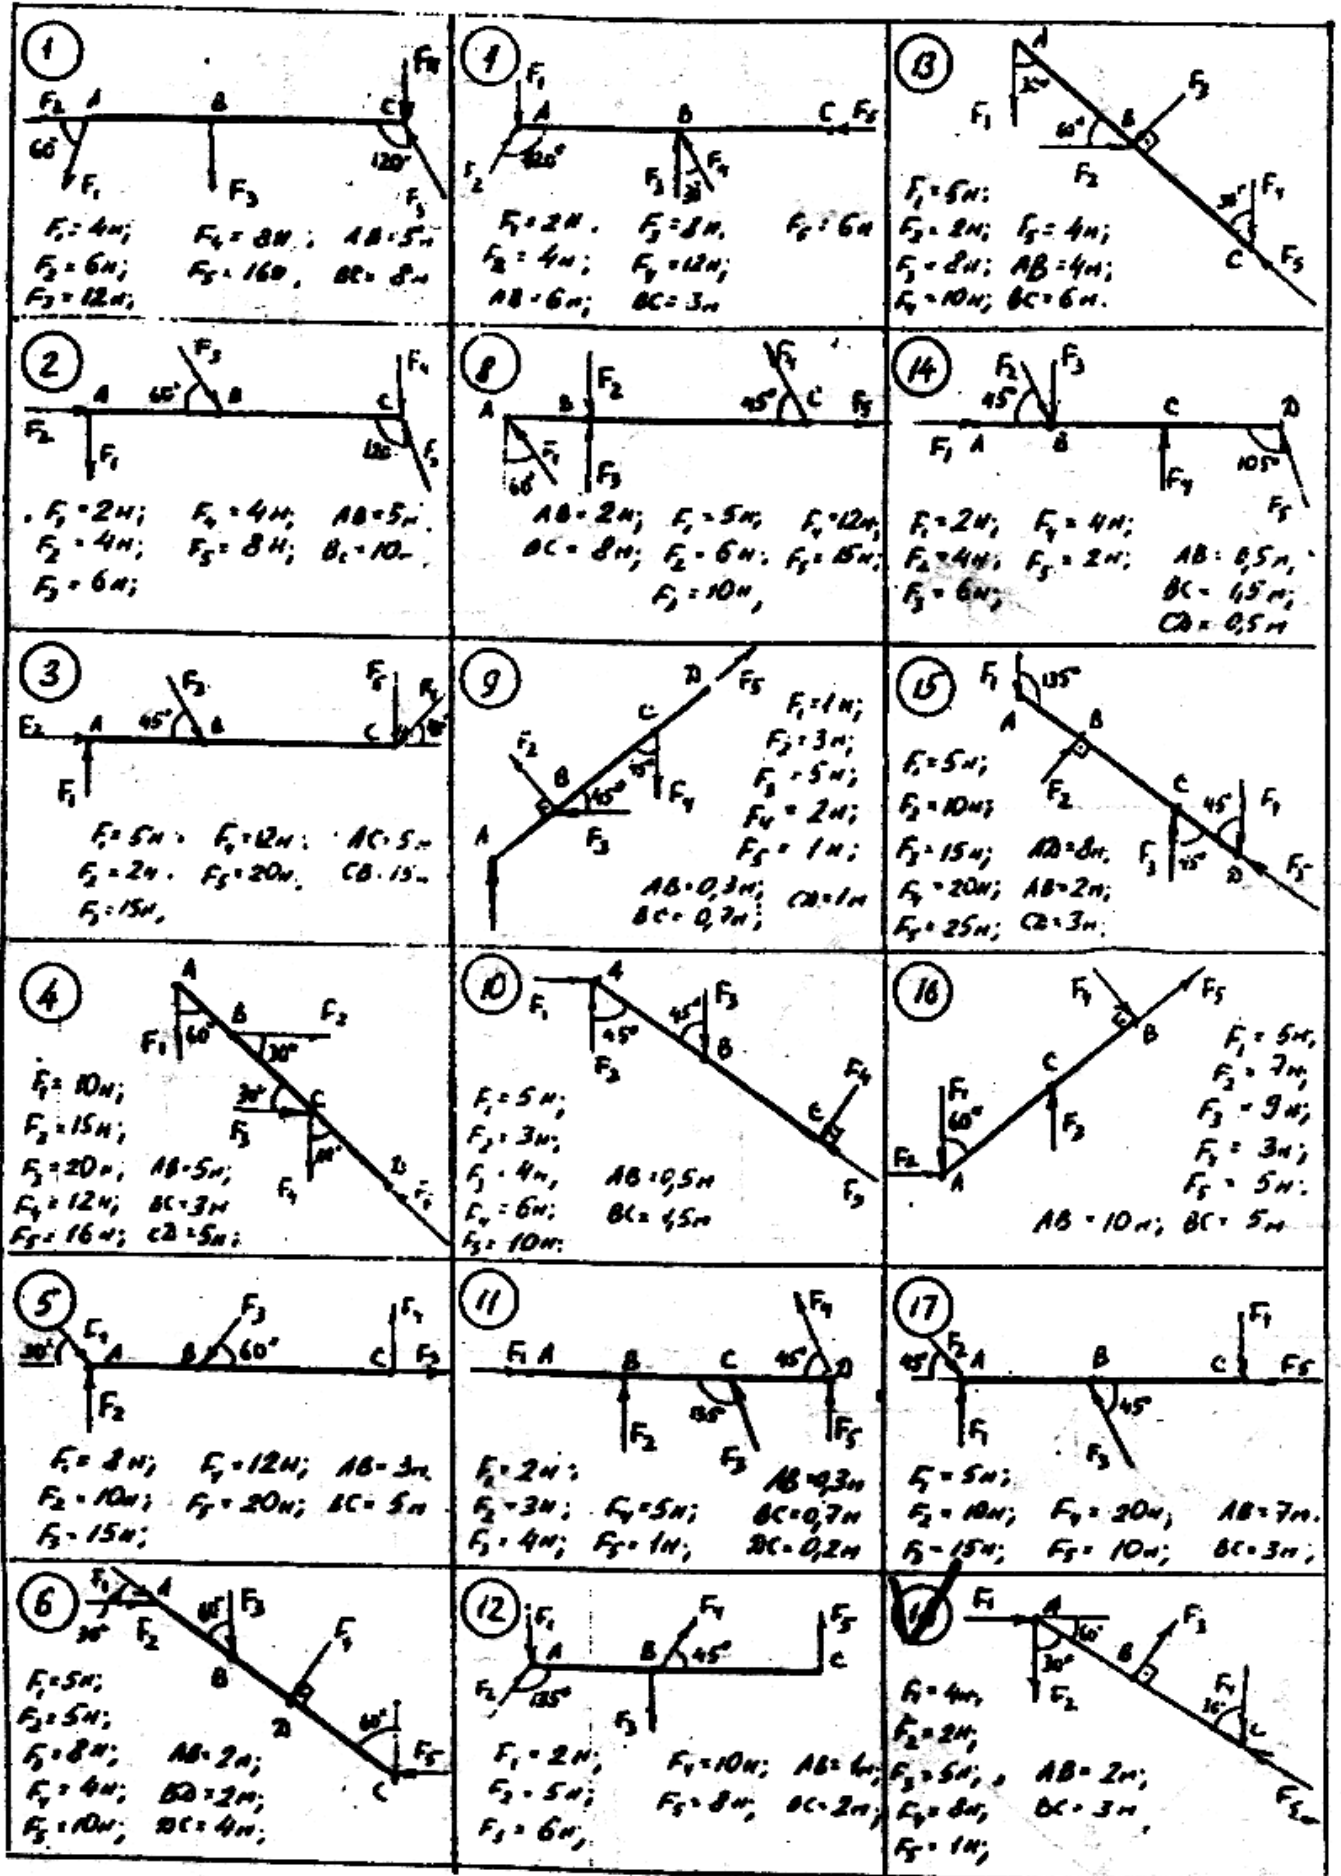 1
F₂ A B C F₄
60° 120°
F₁ F₃ F₅
F₁ = 4н; F₄ = 8н; AB = 5м
F₂ = 6н; F₅ = 16н, BC = 8м
F₃ = 12н;
1
F₁ A B C F₅
F₂ 120° F₃ 30° F₄
F₁ = 2н. F₃ = 8н, F₅ = 6н
F₂ = 4н; F₄ = 12н;
AB = 6м; BC = 3м
13
A
F₁ 30° F₃
60° B
F₂
30° F₄
C F₅
F₁ = 5н;
F₂ = 2н; F₅ = 4н;
F₃ = 8н; AB = 4м;
F₄ = 10н; BC = 6м.
2
F₃ F₄
A 60° B C
F₂ F₁ 120 F₅
F₁ = 2н; F₄ = 4н; AB = 5м.
F₂ = 4н; F₅ = 8н; BC = 10м
F₃ = 6н;
8
F₂ F₄
A B 45° C F₅
F₁ 60° F₃
AB = 2м; F₁ = 5н; F₄ = 12н;
BC = 8м; F₂ = 6н. F₅ = 15н;
F₃ = 10н,
14
F₂ F₃
45° C D
F₁ A B 105°
F₄ F₅
F₁ = 2н; F₄ = 4н;
F₂ = 4н; F₅ = 2н; AB = 0,5м,
F₃ = 6н; BC = 1,5м;
CD = 0,5м
3
F₃ F₅ F₄
F₂ A 45° B C
F₁
F₁ = 5н; F₄ = 12н; AC = 5м
F₂ = 2н. F₅ = 20н. CB = 15м
F₃ = 15н,
9
D F₅
C
F₂ 45°
B 45° F₄
A F₃
F₁ = 1н;
F₂ = 3н;
F₃ = 5н;
F₄ = 2н;
F₅ = 1н;
AB = 0,3м; CD = 1м
BC = 0,7м;
15
F₁ 135°
A B
F₂ C 45° F₄
F₃ 45° D F₅
F₁ = 5н;
F₂ = 10н;
F₃ = 15н; AD = 8м,
F₄ = 20н; AB = 2м;
F₅ = 25н; CD = 3м.
4
A
B F₂
F₁ 60° 30°
30° C
F₃
F₄ D
F₁ = 10н;
F₂ = 15н;
F₃ = 20н; AB = 5м;
F₄ = 12н; BC = 3м
F₅ = 16н; CD = 5м;
10
A
F₁ 45° 45° F₃
F₂ B
C F₄
F₁ = 5н;
F₂ = 3н;
F₃ = 4н, AB = 0,5м
F₄ = 6н; BC = 1,5м
F₅ = 10н;
16
F₄ F₅
B
C
F₁ 60° F₃
F₂ A
F₁ = 5н,
F₂ = 7н;
F₃ = 9н;
F₄ = 3н;
F₅ = 5н.
AB = 10м; BC = 5м
5
F₁ F₃ F₄
30° A B 60° C
F₂
F₁ = 2н; F₄ = 12н; AB = 3м.
F₂ = 10н; F₅ = 20н; BC = 5м
F₃ = 15н;
11
F₄
F₁ A B C 45° D
135°
F₂ F₃ F₅
F₁ = 2н; AB = 0,3м
F₂ = 3н; F₄ = 5н; BC = 0,7м
F₃ = 4н; F₅ = 1н; DC = 0,2м
17
F₂ F₄
45° A B C F₅
F₁ F₃ 45°
F₁ = 5н;
F₂ = 10н; F₄ = 20н; AB = 7м.
F₃ = 15н; F₅ = 10н; BC = 3м;
6
F₁ A
30° F₂ 60° F₃
B F₄
D 60°
C F₅
F₁ = 5н;
F₂ = 5н;
F₃ = 8н; AB = 2м;
F₄ = 4н; BD = 2м;
F₅ = 10н; DC = 4м;
12
F₁ A B F₄ 45° F₅
F₂ 135° F₃ C
F₁ = 2н; F₄ = 10н; AB = 1м;
F₂ = 5н; F₅ = 8н; BC = 2м;
F₃ = 6н;
F₁ A 60°
30° F₂ B F₃
30° F₄ C
F₅
F₁ = 4н,
F₂ = 2н;
F₃ = 5н, AB = 2м;
F₄ = 8н, BC = 3м,
F₅ = 1н;